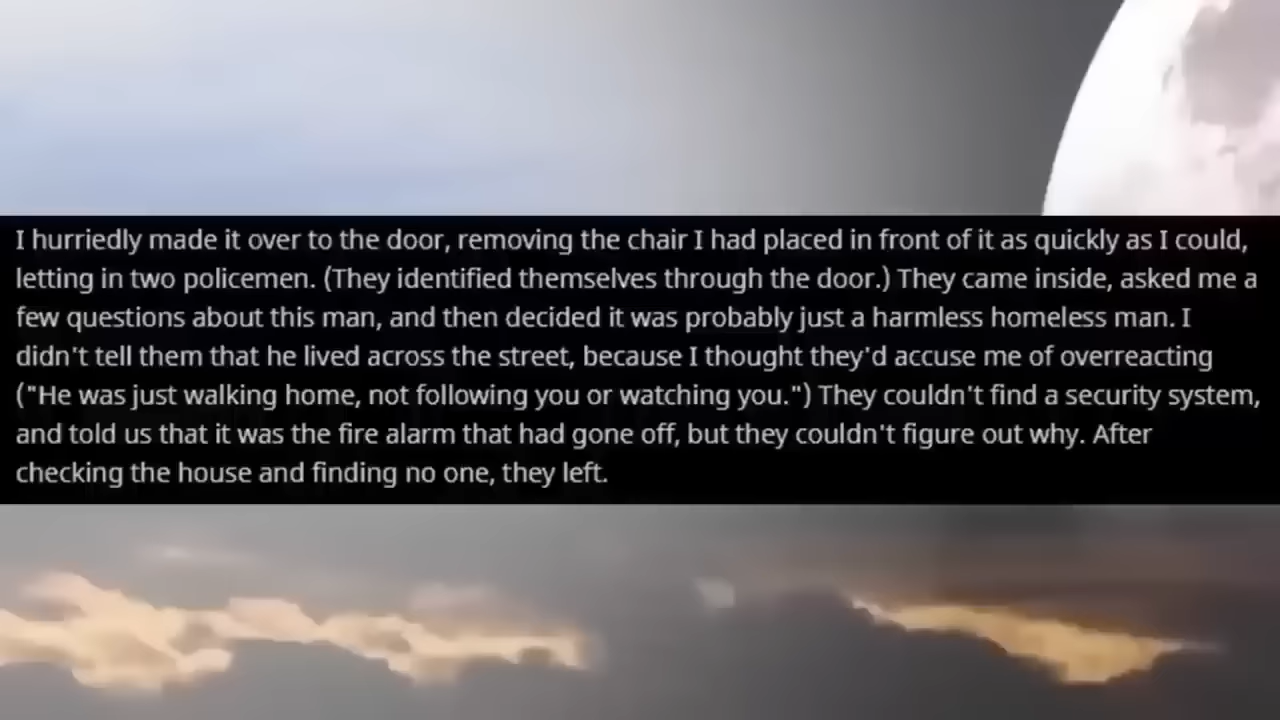 I hurriedly made it over to the door, removing the chair I had placed in front of it as quickly as I could,
letting in two policemen. (They identified themselves through the door.) They came inside, asked me a
few questions about this man, and then decided it was probably just a harmless homeless man. I
didn't tell them that he lived across the street, because I thought they'd accuse me of overreacting
("He was just walking home, not following you or watching you.") They couldn't find a security system,
and told us that it was the fire alarm that had gone off, but they couldn't figure out why. After
checking the house and finding no one, they left.